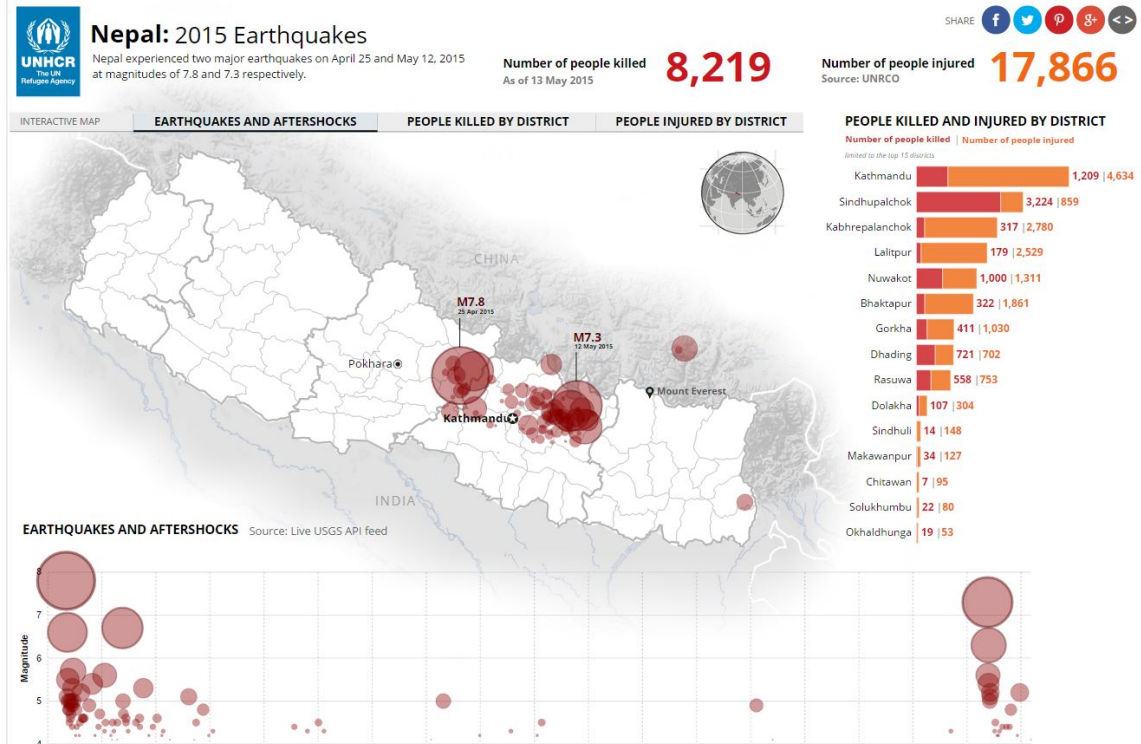 UNHCR
The UN
Refugee Agency
Nepal: 2015 Earthquakes
Nepal experienced two major earthquakes on April 25 and May 12, 2015
at magnitudes of 7.8 and 7.3 respectively.
Number of people killed
As of 13 May 2015
8,219
SHARE
f
g+
< >
Number of people injured
Source: UNRCO
17,866
INTERACTIVE MAP
EARTHQUAKES AND AFTERSHOCKS
PEOPLE KILLED BY DISTRICT
PEOPLE INJURED BY DISTRICT
CHINA
M7.8
25 Apr 2015
M7.3
12 May 2015
Pokhara
Mount Everest
Kathmandu
INDIA
PEOPLE KILLED AND INJURED BY DISTRICT
Number of people killed | Number of people injured
limited to the top 15 districts
Kathmandu 1,209 | 4,634
Sindhupalchok 3,224 | 859
Kabhrepalanchok 317 | 2,780
Lalitpur 179 | 2,529
Nuwakot 1,000 | 1,311
Bhaktapur 322 | 1,861
Gorkha 411 | 1,030
Dhading 721 | 702
Rasuwa 558 | 753
Dolakha 107 | 304
Sindhuli 14 | 148
Makawanpur 34 | 127
Chitawan 7 | 95
Solukhumbu 22 | 80
Okhaldhunga 19 | 53
EARTHQUAKES AND AFTERSHOCKS Source: Live USGS API feed
Magnitude
8
7
6
5
4